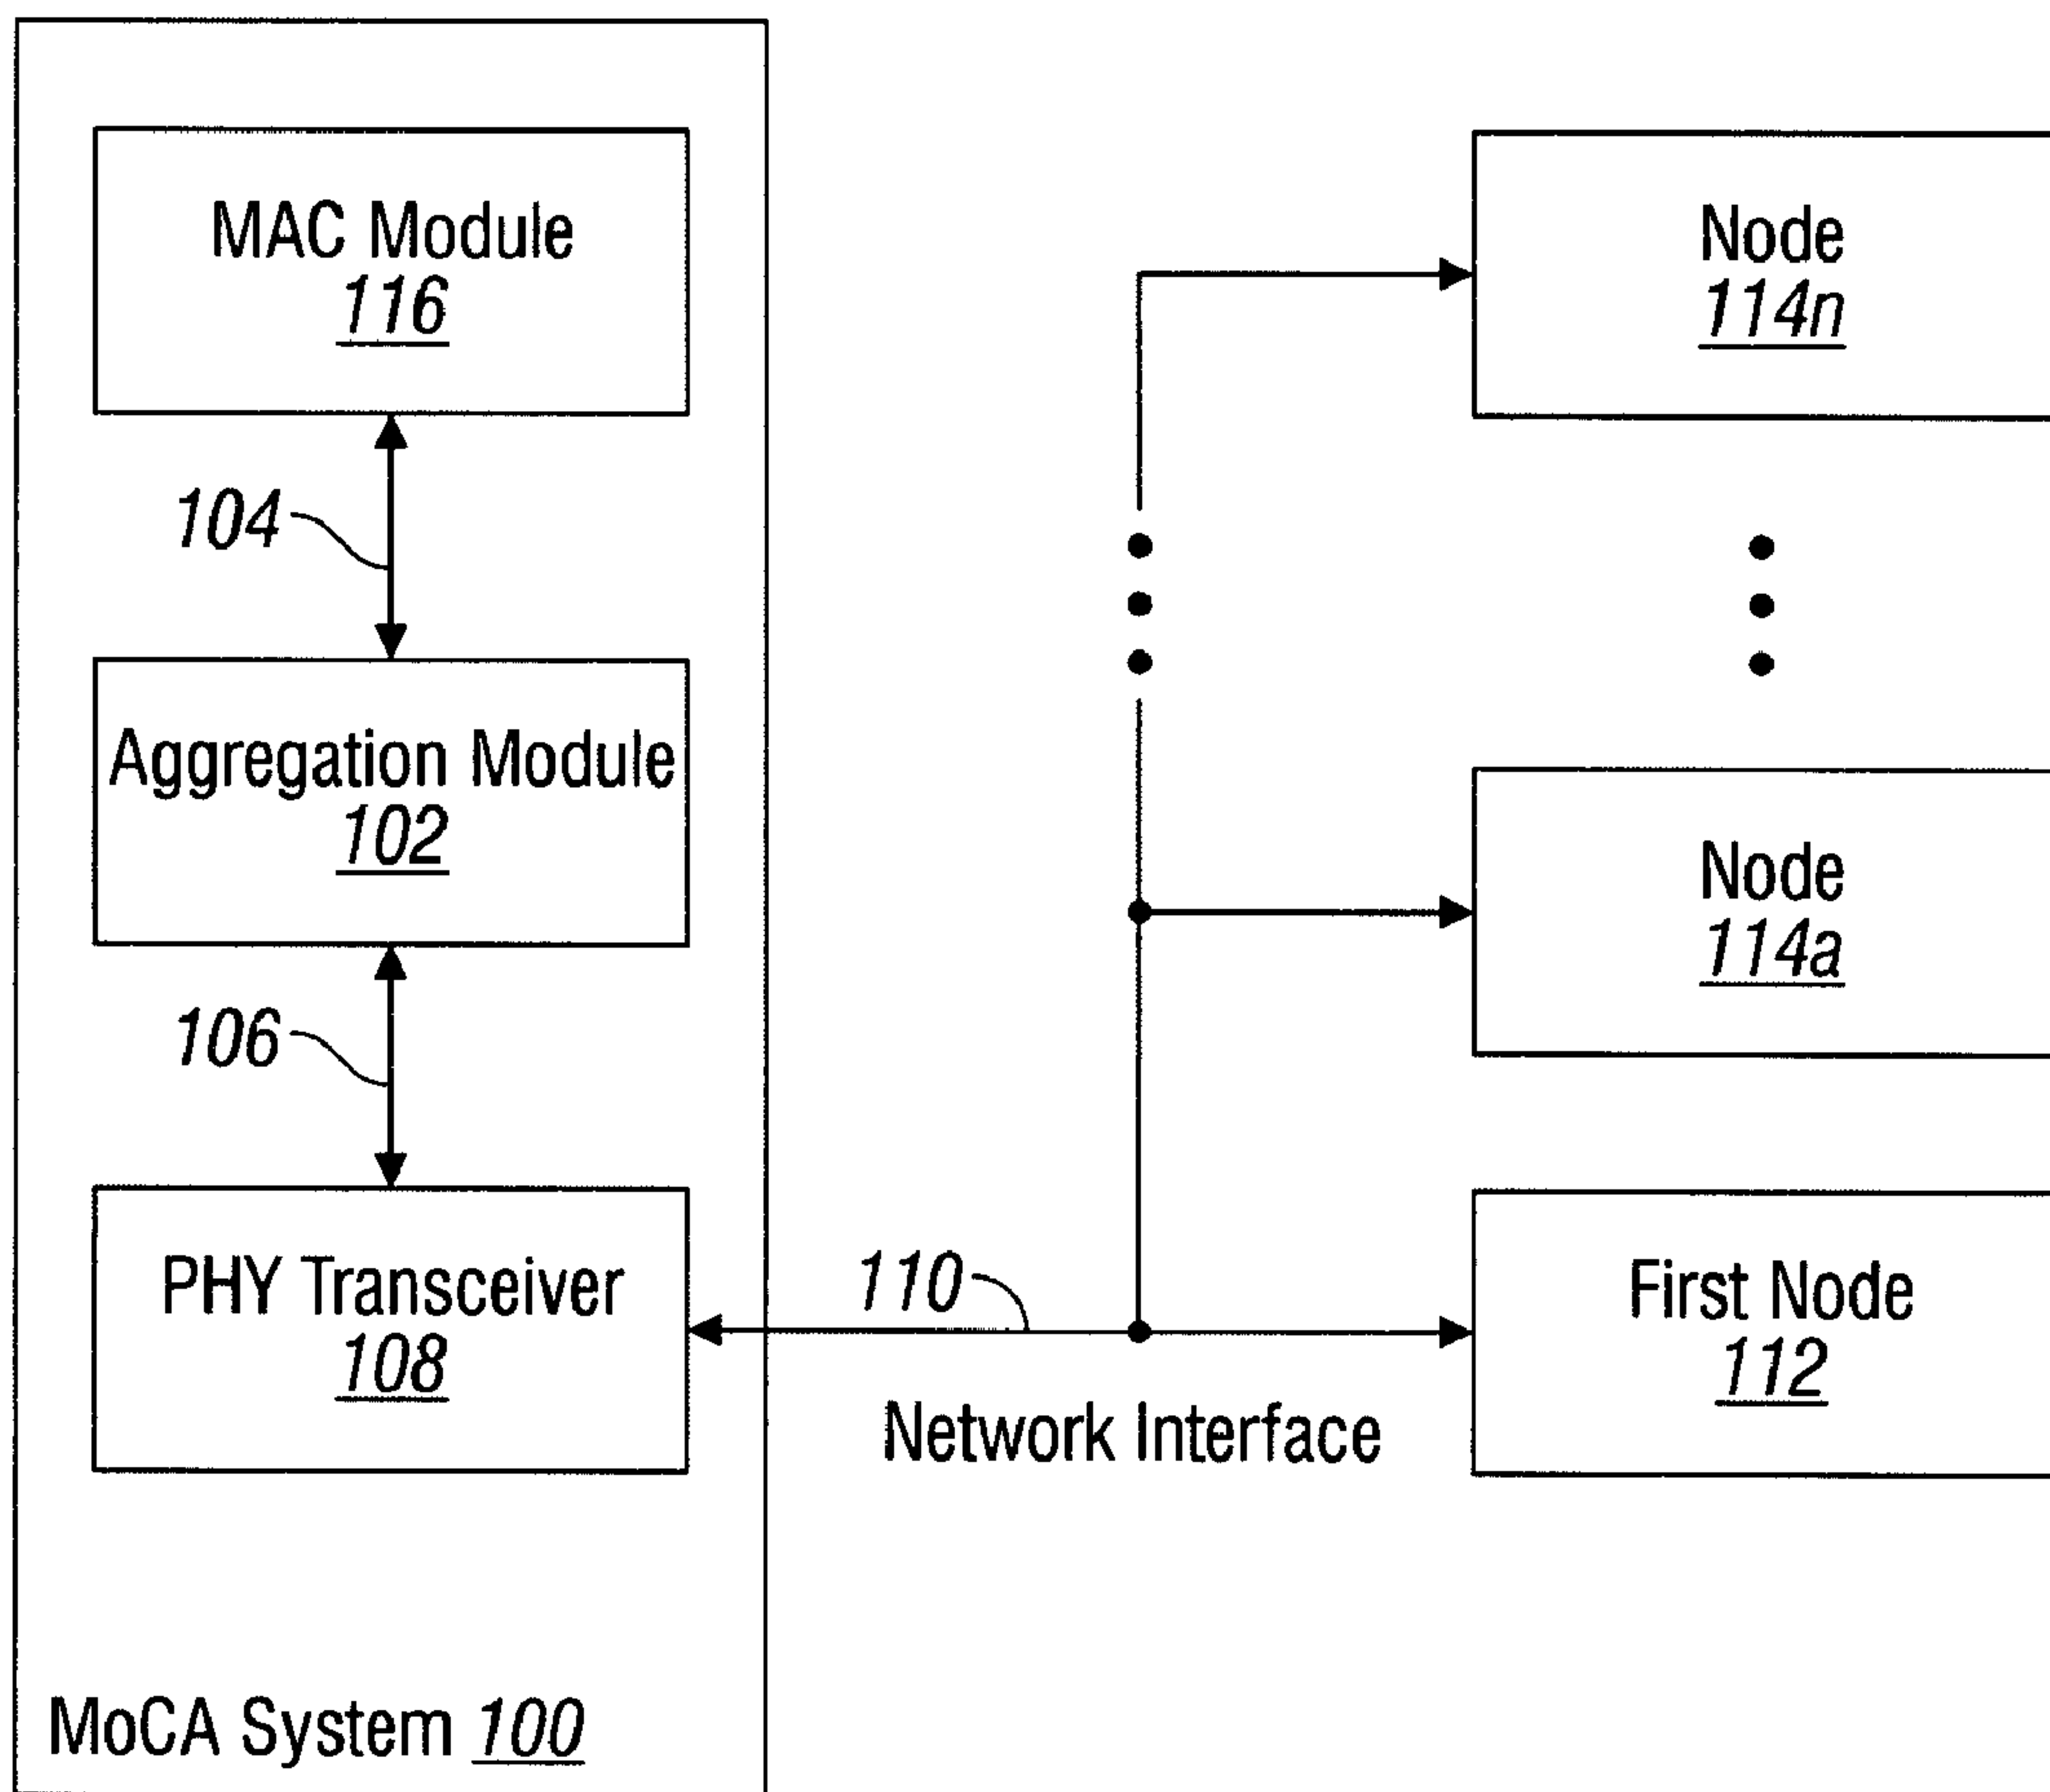 MAC Module
116
Node
114n
104
Aggregation Module
102
Node
114a
106
PHY Transceiver
108
110
Network Interface
First Node
112
MoCA System 100